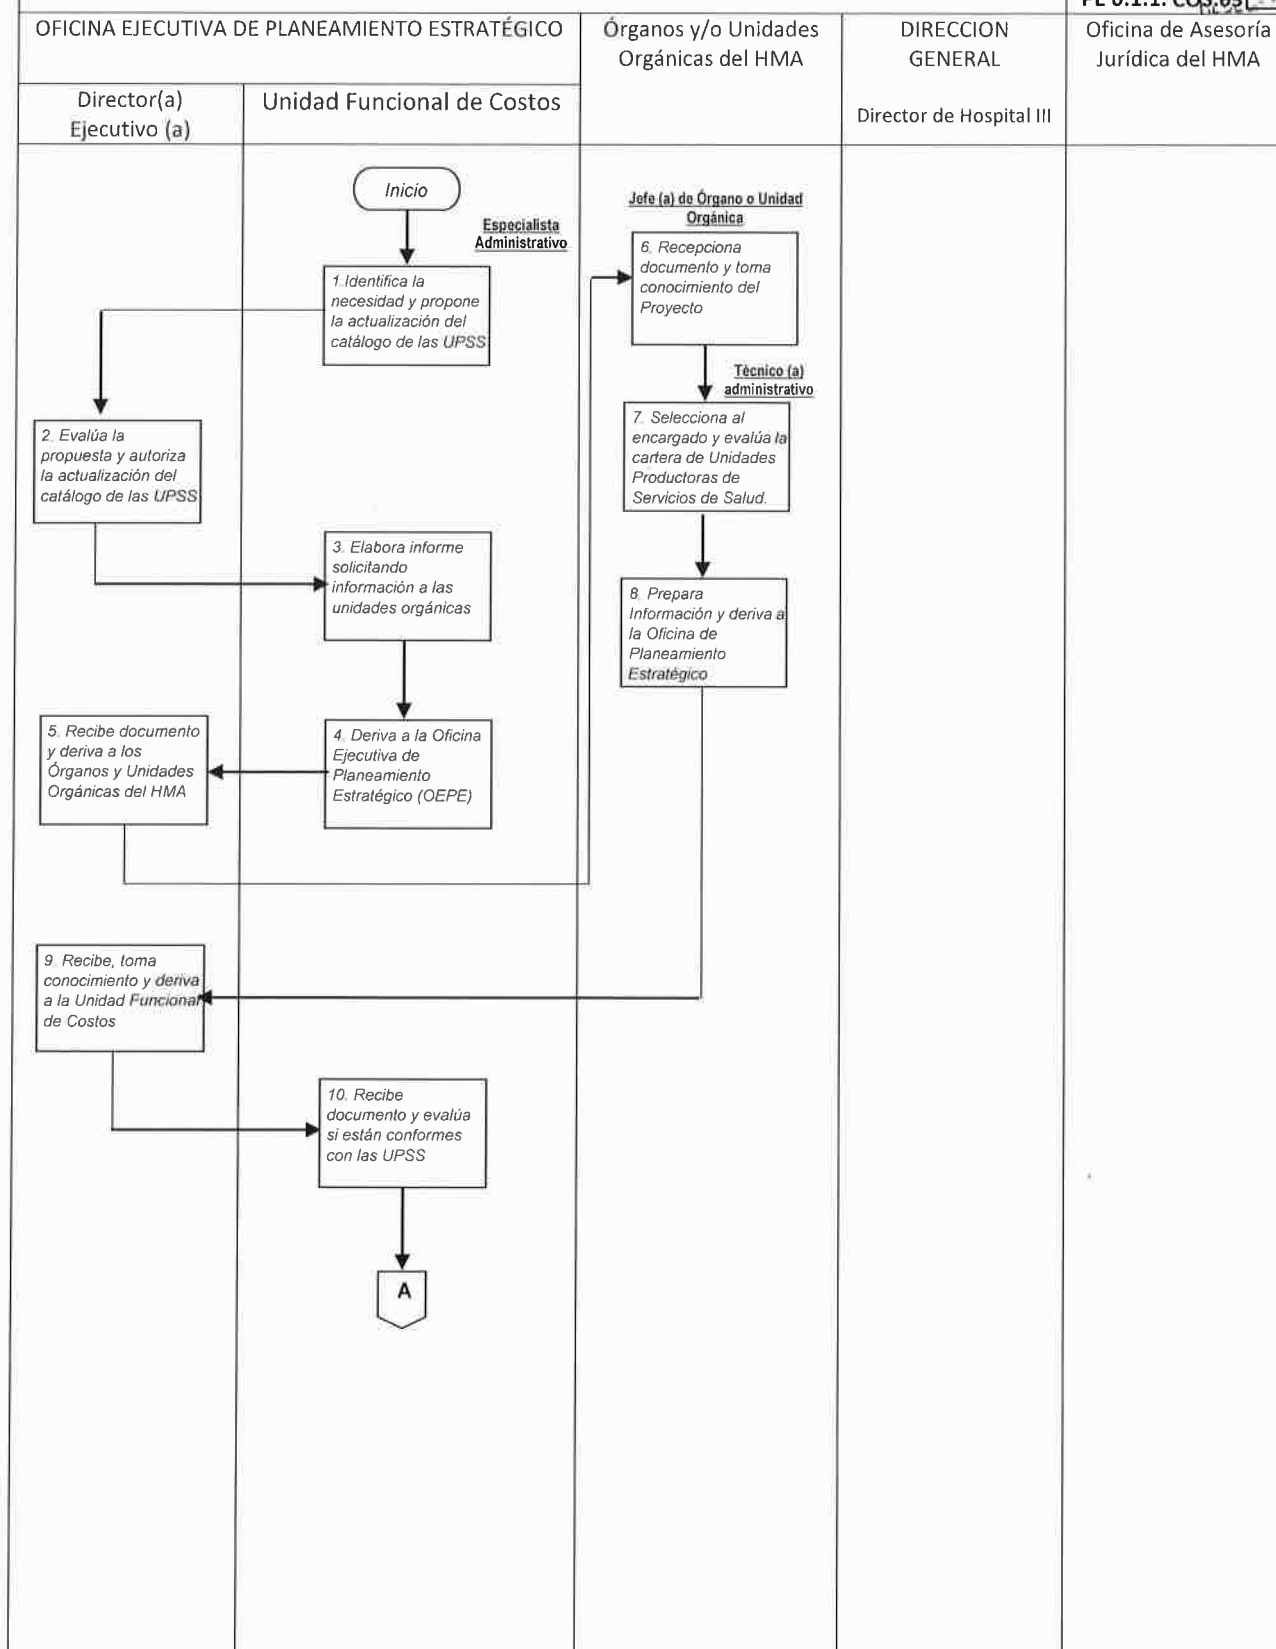 OFICINA EJECUTIVA DE PLANEAMIENTO ESTRATÉGICO
Órganos y/o Unidades
Orgánicas del HMA
DIRECCION
GENERAL
Director de Hospital III
Oficina de Asesoría
Jurídica del HMA
Director(a)
Ejecutivo (a)
Unidad Funcional de Costos
Inicio
Especialista
Administrativo
1.Identifica la
necesidad y propone
la actualización del
catálogo de las UPSS
2. Evalúa la
propuesta y autoriza
la actualización del
catálogo de las UPSS
3. Elabora informe
solicitando
información a las
unidades orgánicas
4. Deriva a la Oficina
Ejecutiva de
Planeamiento
Estratégico (OEPE)
5. Recibe documento
y deriva a los
Órganos y Unidades
Orgánicas del HMA
Jefe (a) de Órgano o Unidad
Orgánica
6. Recepciona
documento y toma
conocimiento del
Proyecto
Técnico (a)
administrativo
7. Selecciona al
encargado y evalúa la
cartera de Unidades
Productoras de
Servicios de Salud.
8. Prepara
Información y deriva a
la Oficina de
Planeamiento
Estratégico
9. Recibe, toma
conocimiento y deriva
a la Unidad Funcional
de Costos
10. Recibe
documento y evalúa
si están conformes
con las UPSS
A